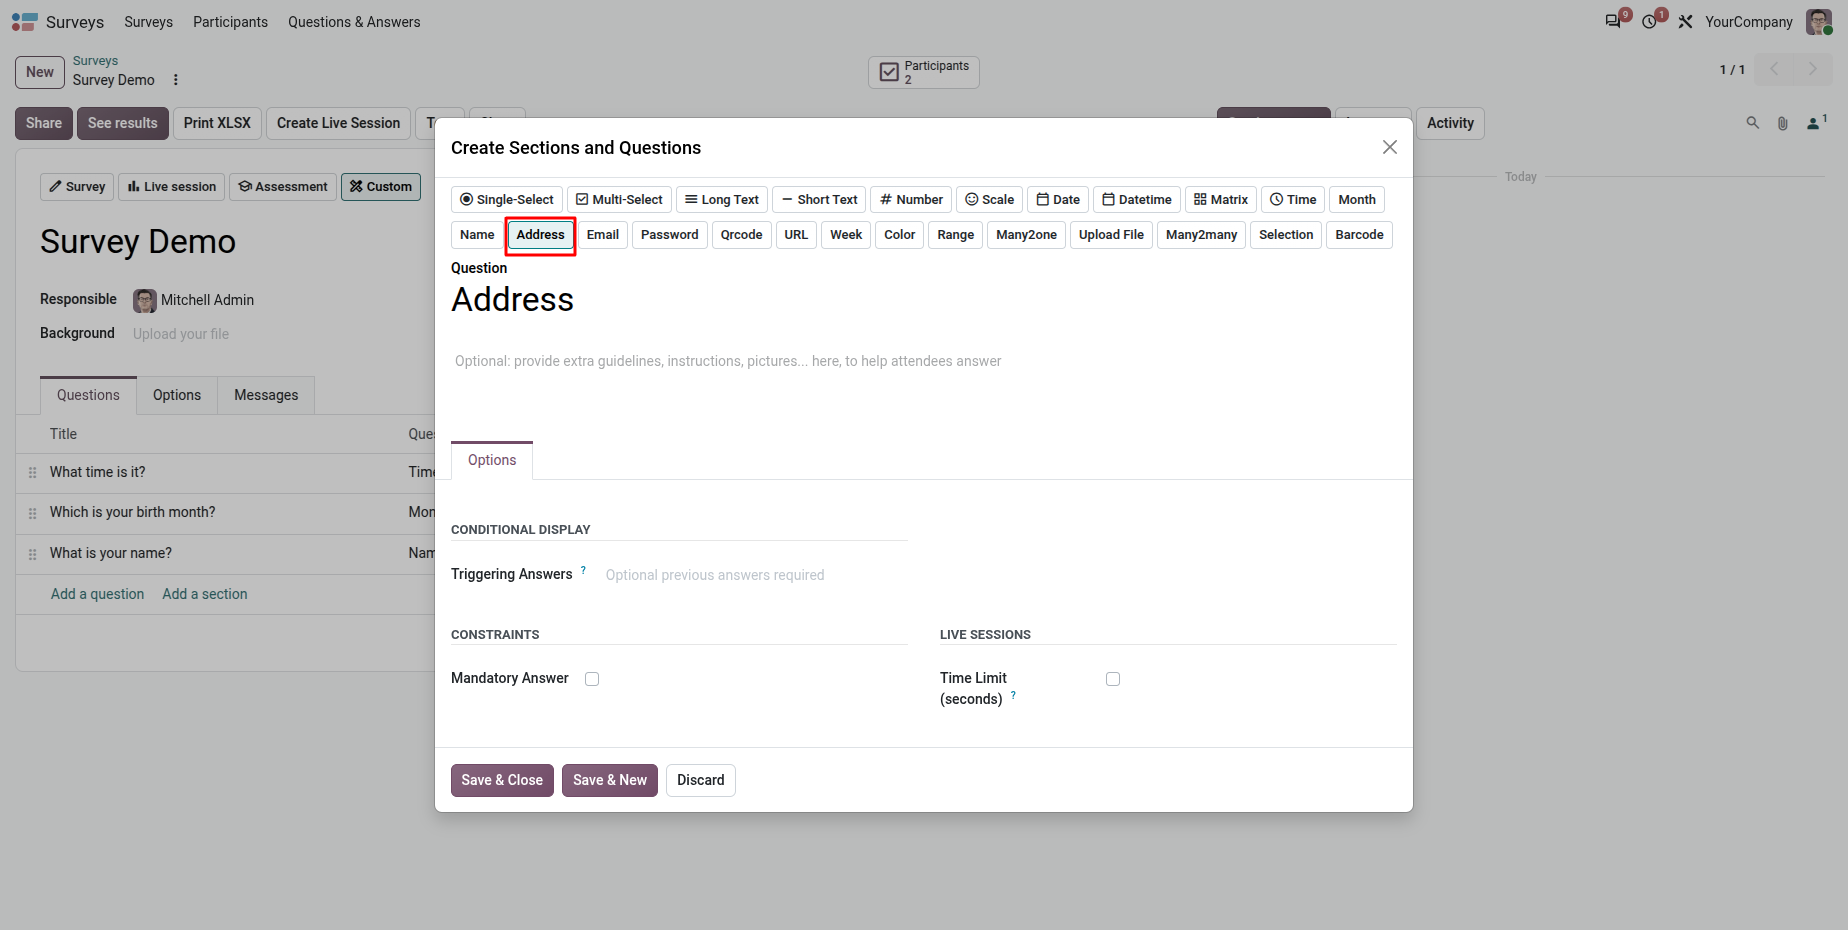 Surveys Surveys Participants Questions & Answers 9 1 YourCompany
New Surveys
Survey Demo
Participants
2
1 / 1
Share See results Print XLSX Create Live Session Activity 1
Create Sections and Questions
Today
Survey Live session Assessment Custom
Single-Select Multi-Select Long Text Short Text Number Scale Date Datetime Matrix Time Month
Name Address Email Password Qrcode URL Week Color Range Many2one Upload File Many2many Selection Barcode
Survey Demo
Question
Address
Responsible Mitchell Admin
Background Upload your file
Optional: provide extra guidelines, instructions, pictures... here, to help attendees answer
Questions Options Messages
Title
Options
What time is it? Time
Which is your birth month?
What is your name?
Add a question Add a section
CONDITIONAL DISPLAY
Triggering Answers ? Optional previous answers required
CONSTRAINTS
Mandatory Answer
LIVE SESSIONS
Time Limit
(seconds) ?
Save & Close Save & New Discard